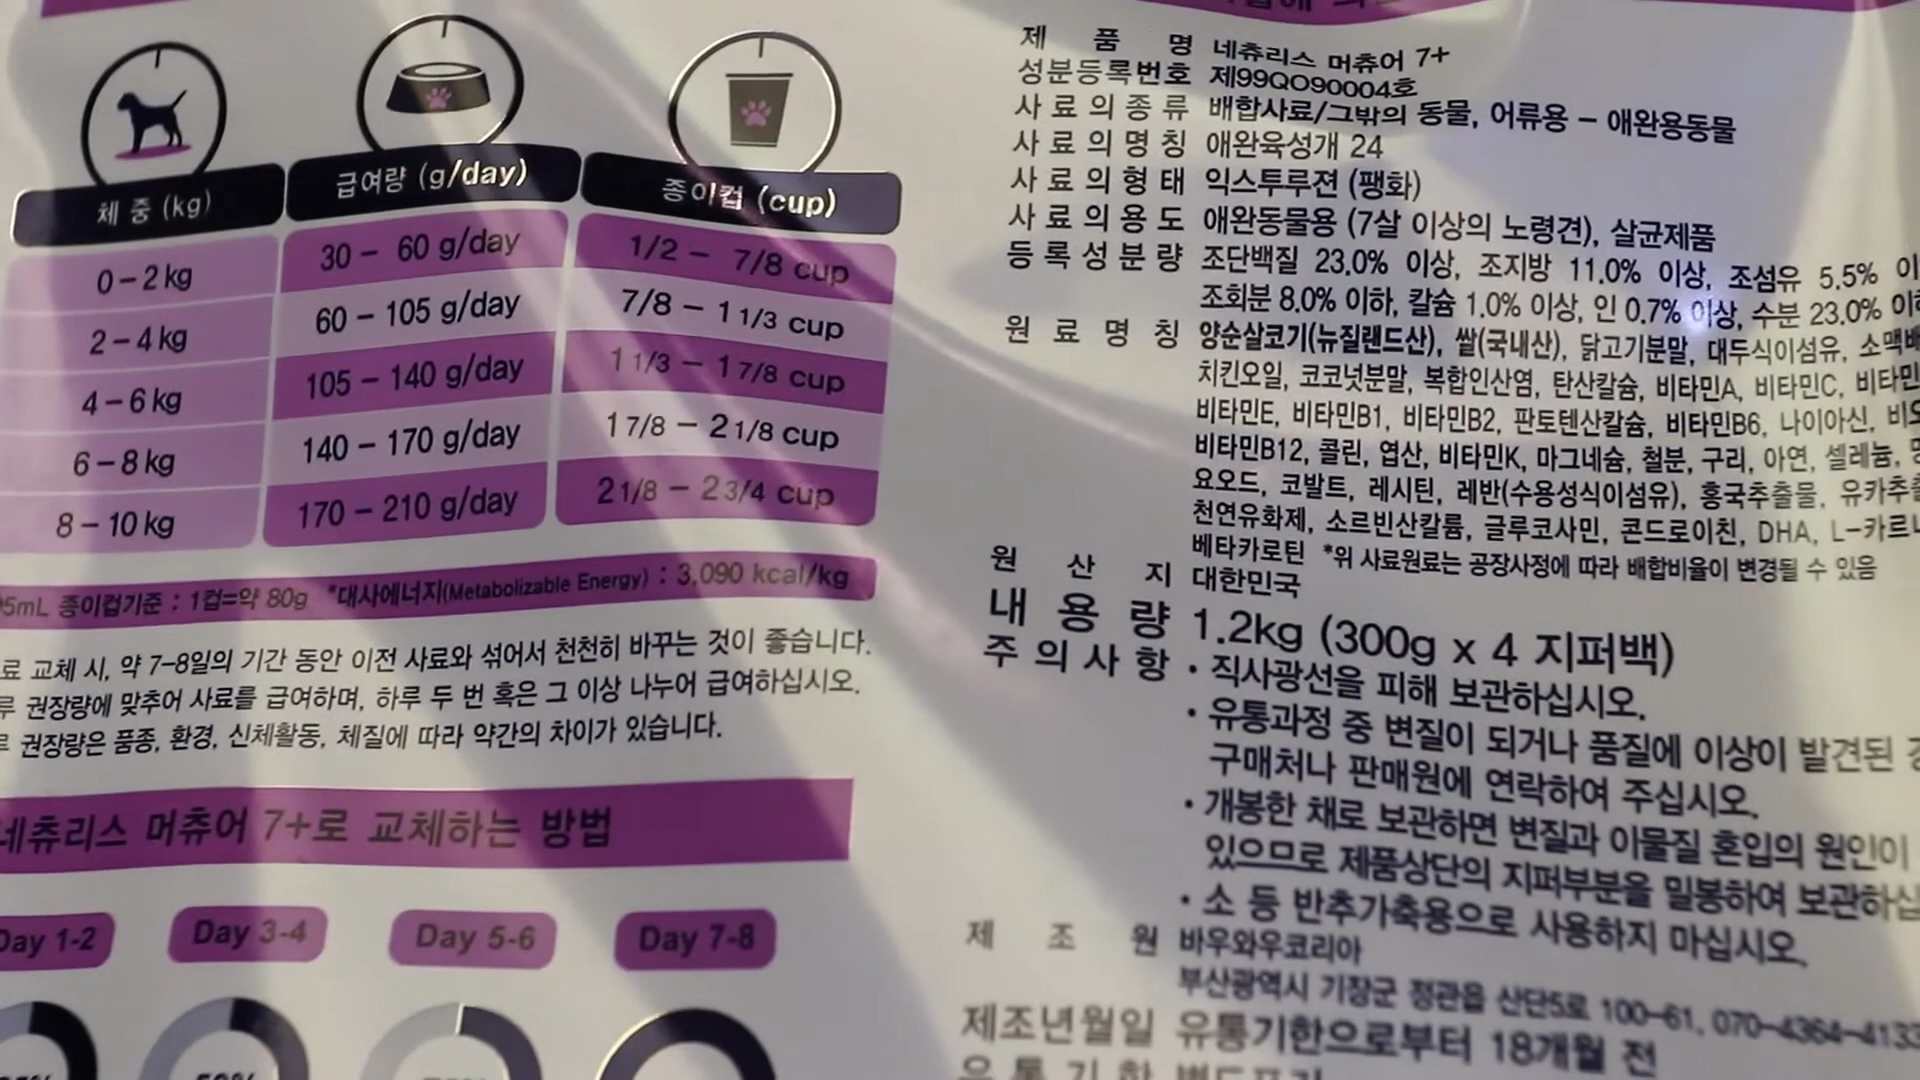 체 중 (kg) 급여량 (g/day) 종이컵 (cup)
0 – 2 kg 30 – 60 g/day 1/2 – 7/8 cup
2 – 4 kg 60 – 105 g/day 7/8 – 1 1/3 cup
4 – 6 kg 105 – 140 g/day 1 1/3 – 1 7/8 cup
6 – 8 kg 140 – 170 g/day 1 7/8 – 2 1/8 cup
8 – 10 kg 170 – 210 g/day 2 1/8 – 2 3/4 cup
5mL 종이컵기준 : 1컵=약 80g *대사에너지(Metabolizable Energy) : 3,090 kcal/kg
료 교체 시, 약 7-8일의 기간 동안 이전 사료와 섞어서 천천히 바꾸는 것이 좋습니다.
루 권장량에 맞추어 사료를 급여하며, 하루 두 번 혹은 그 이상 나누어 급여하십시오.
루 권장량은 품종, 환경, 신체활동, 체질에 따라 약간의 차이가 있습니다.
네츄리스 머츄어 7+로 교체하는 방법
Day 1-2 Day 3-4 Day 5-6 Day 7-8
제 품 명 네츄리스 머츄어 7+
성분등록번호 제99QO90004호
사료의종류 배합사료/그밖의 동물, 어류용 – 애완용동물
사료의명칭 애완육성개 24
사료의형태 익스투루젼 (팽화)
사료의용도 애완동물용 (7살 이상의 노령견), 살균제품
등록성분량 조단백질 23.0% 이상, 조지방 11.0% 이상, 조섬유 5.5%
조회분 8.0% 이하, 칼슘 1.0% 이상, 인 0.7% 이상, 수분 23.0% 이하
원료명칭 양순살코기(뉴질랜드산), 쌀(국내산), 닭고기분말, 대두식이섬유, 소맥배
치킨오일, 코코넛분말, 복합인산염, 탄산칼슘, 비타민A, 비타민C, 비타민
비타민E, 비타민B1, 비타민B2, 판토텐산칼슘, 비타민B6, 나이아신, 비오
비타민B12, 콜린, 엽산, 비타민K, 마그네슘, 철분, 구리, 아연, 셀레늄,
요오드, 코발트, 레시틴, 레반(수용성식이섬유), 홍국추출물, 유카추출
천연유화제, 소르빈산칼륨, 글루코사민, 콘드로이친, DHA, L-카르니
베타카로틴 *위 사료원료는 공장사정에 따라 배합비율이 변경될 수 있음
원 산 지 대한민국
내 용 량 1.2kg (300g x 4 지퍼백)
주의사항 • 직사광선을 피해 보관하십시오.
• 유통과정 중 변질이 되거나 품질에 이상이 발견된
구매처나 판매원에 연락하여 주십시오.
• 개봉한 채로 보관하면 변질과 이물질 혼입의 원인이
있으므로 제품상단의 지퍼부분을 밀봉하여 보관하십
• 소 등 반추가축용으로 사용하지 마십시오.
제 조 원 바우와우코리아
부산광역시 기장군 정관읍 산단5로 100-61, 070-4364-4133
제조년월일 유통기한으로부터 18개월 전
유통기한